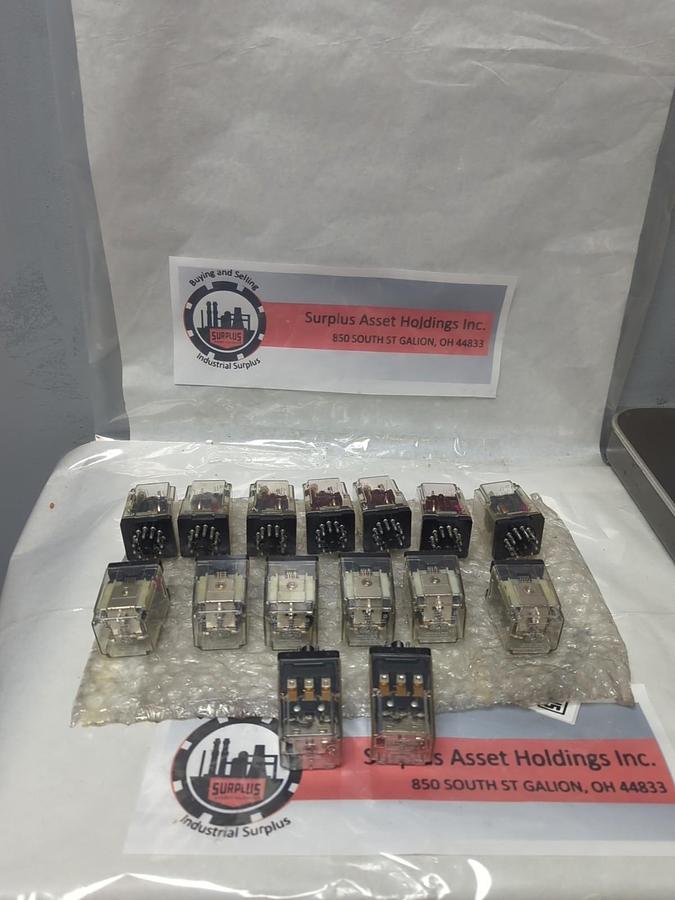 Buying and Selling
SURPLUS
Industrial Surplus
Surplus Asset Holdings Inc.
850 SOUTH ST GALION, OH 44833
SURPLUS
Industrial Surplus
Surplus Asset Holdings Inc.
850 SOUTH ST GALION, OH 44833